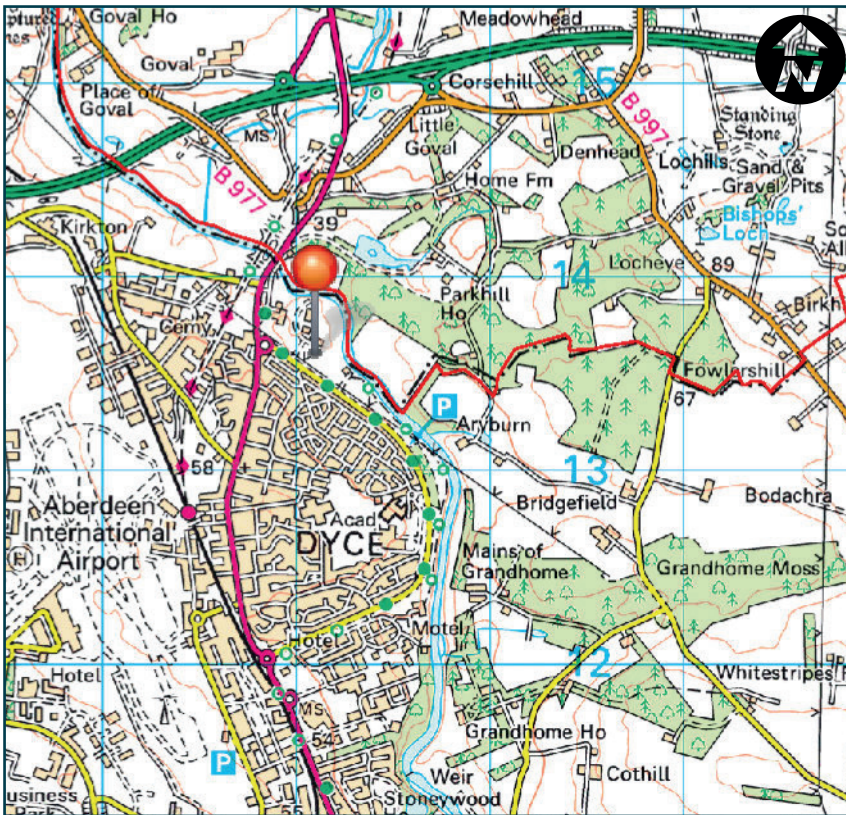 Goval Ho
Meadowhead
N
Goval
Corsehill
15
Place of
Goval
MS
Little
Goval
B 997
Standing
Stone
Denhead
Lochills
Sand &
Gravel Pits
B 977
Home Fm
Kirkton
39
Bishops'
Loch
Locheye
89
14
Parkhill
Ho
Cemy
Fowlershill
67
P
Aryburn
58
13
Bridgefield
Bodachra
Aberdeen
International
Airport
H
Acad
DYCE
Mains of
Grandhome
Grandhome Moss
Hotel
Motel
12
Hotel
Whitestripes
MS
54
P
Grandhome Ho
Weir
Cothill
Stoneywood
55